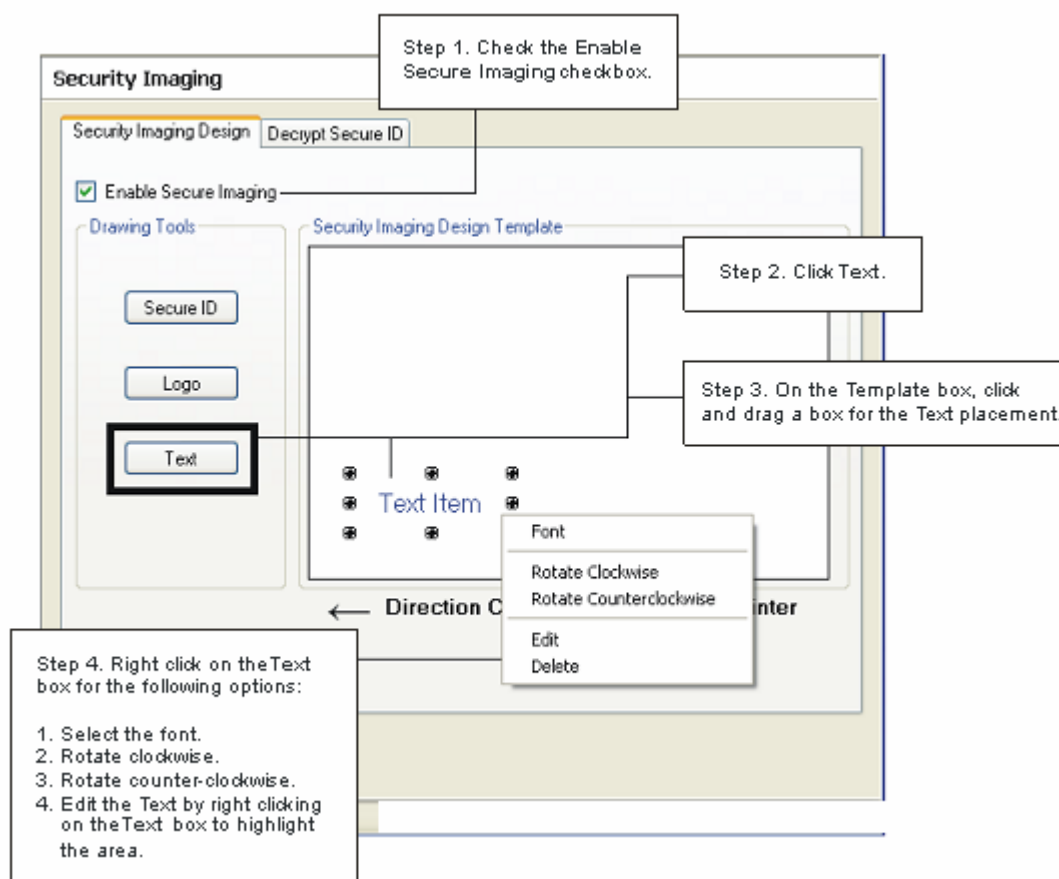 Step 1. Check the Enable
Secure Imaging checkbox.
Security Imaging
Security Imaging Design
Decrypt Secure ID
Enable Secure Imaging
Drawing Tools
Security Imaging Design Template
Step 2. Click Text.
Secure ID
Logo
Step 3. On the Template box, click
and drag a box for the Text placement.
Text
Text Item
Font
Rotate Clockwise
Rotate Counterclockwise
Edit
Delete
← Direction C
inter
Step 4. Right click on the Text
box for the following options:
1. Select the font.
2. Rotate clockwise.
3. Rotate counter-clockwise.
4. Edit the Text by right clicking
on the Text box to highlight
the area.